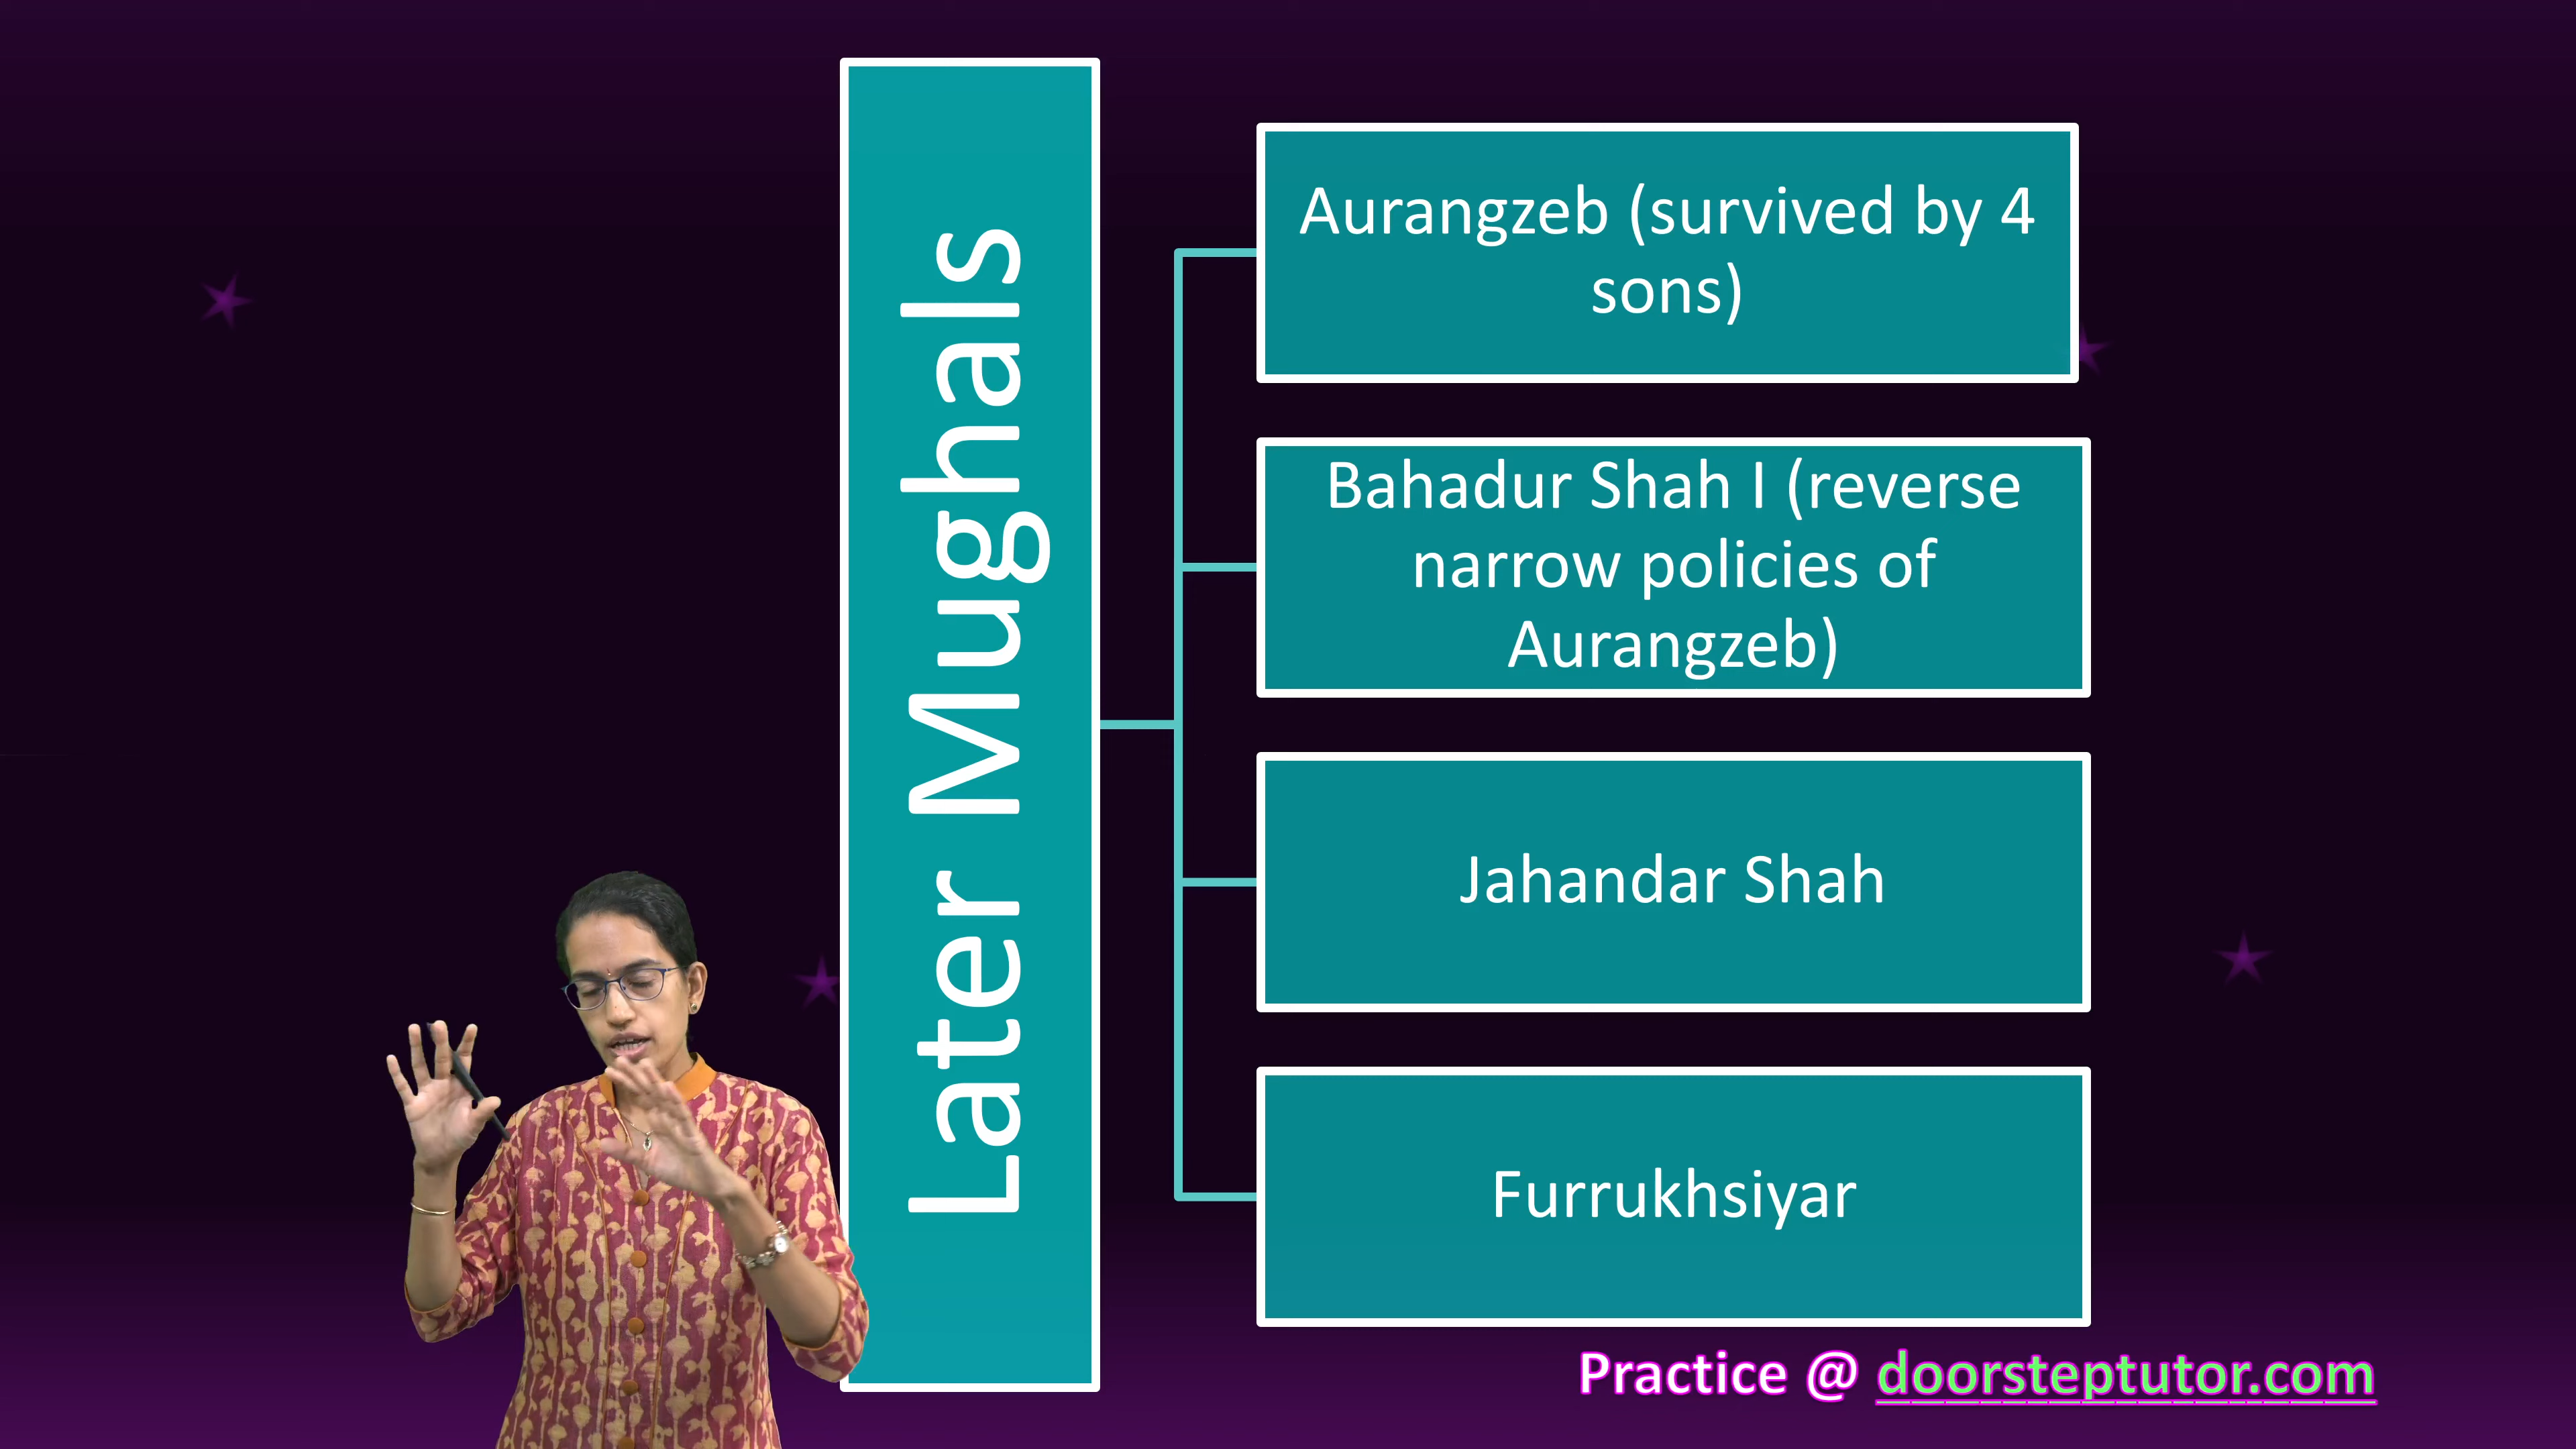 Later Mughals
Aurangzeb (survived by 4
sons)
Bahadur Shah I (reverse
narrow policies of
Aurangzeb)
Jahandar Shah
Furrukhsiyar
Practice @ doorsteptutor.com